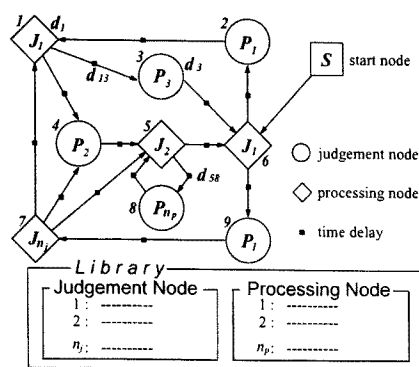 1 d1 2
J1 P1
3 d3 S start node
d13 P3
4 5
P2 J2 J1 judgement node
6
d58 processing node
7 8 9
Jnj Pnp P1 time delay
Library
Judgement Node Processing Node
1: ---------- 1: ----------
2: ---------- 2: ----------
nj: ---------- np: ----------